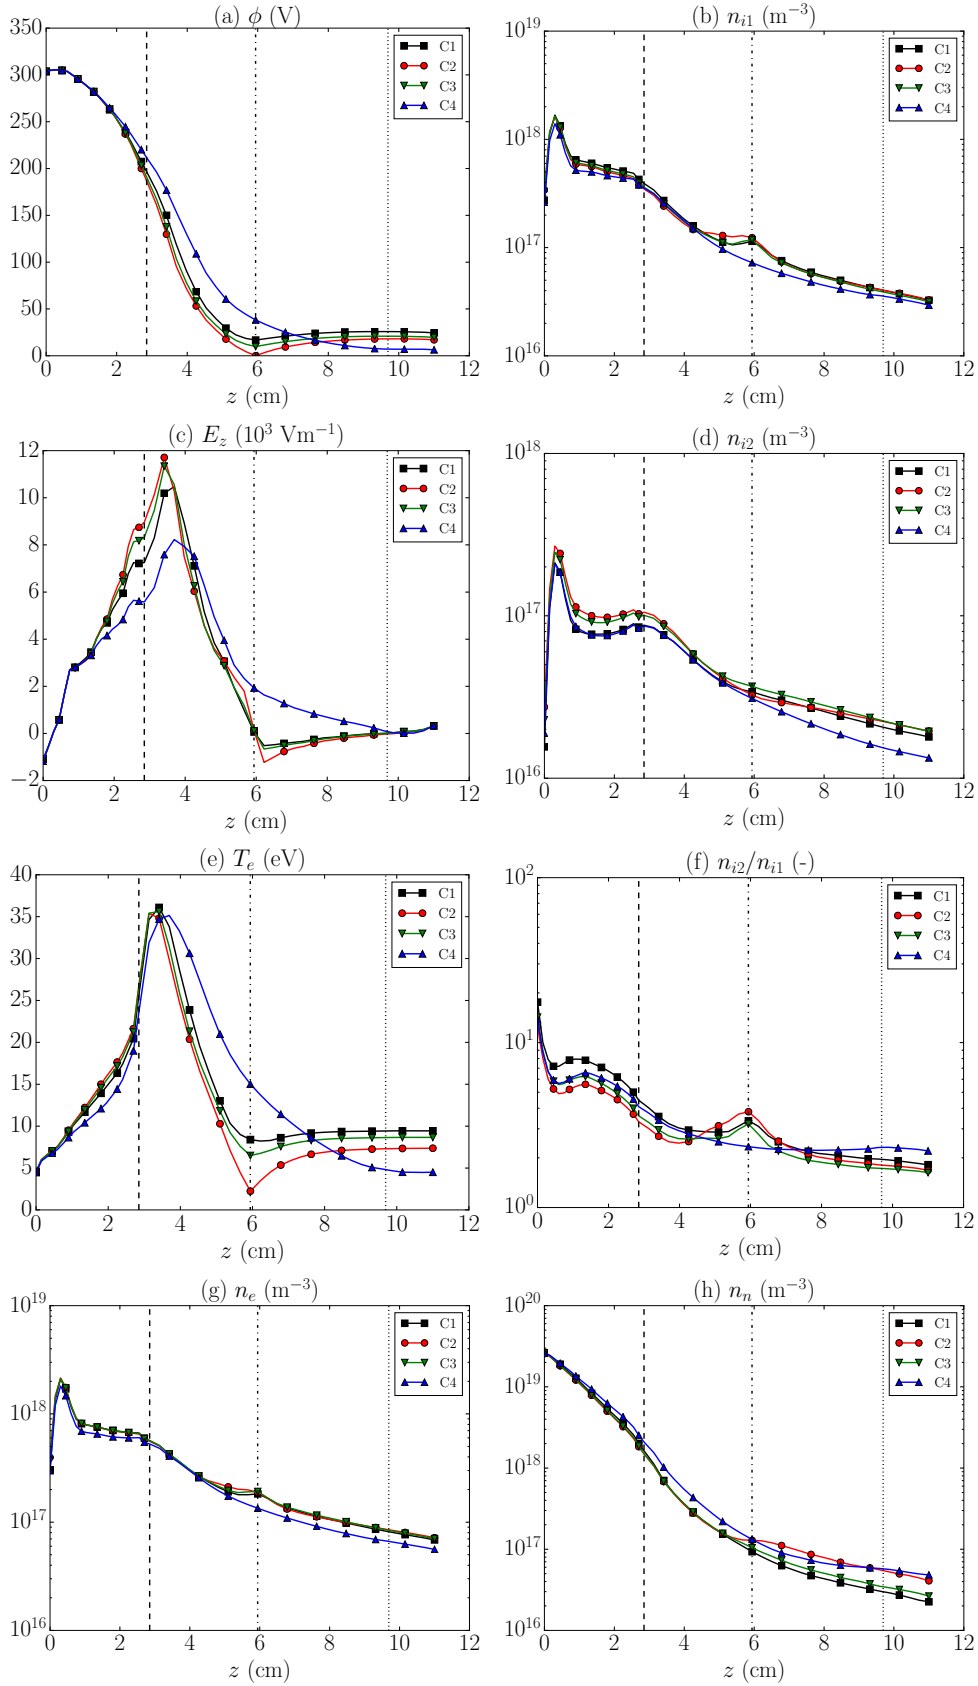 (a) ϕ (V)
350
300
250
200
150
100
50
0
0 2 4 6 8 10 12
z (cm)
C1
C2
C3
C4
(b) n_{i1} (m^{−3})
10^{19}
10^{18}
10^{17}
10^{16}
0 2 4 6 8 10 12
z (cm)
C1
C2
C3
C4
(c) E_z (10^3 Vm^{−1})
12
10
8
6
4
2
0
−2
0 2 4 6 8 10 12
z (cm)
C1
C2
C3
C4
(d) n_{i2} (m^{−3})
10^{18}
10^{17}
10^{16}
0 2 4 6 8 10 12
z (cm)
C1
C2
C3
C4
(e) T_e (eV)
40
35
30
25
20
15
10
5
0
0 2 4 6 8 10 12
z (cm)
C1
C2
C3
C4
(f) n_{i2}/n_{i1} (-)
10^2
10^1
10^0
0 2 4 6 8 10 12
z (cm)
C1
C2
C3
C4
(g) n_e (m^{−3})
10^{19}
10^{18}
10^{17}
10^{16}
0 2 4 6 8 10 12
z (cm)
C1
C2
C3
C4
(h) n_n (m^{−3})
10^{20}
10^{19}
10^{18}
10^{17}
10^{16}
0 2 4 6 8 10 12
z (cm)
C1
C2
C3
C4